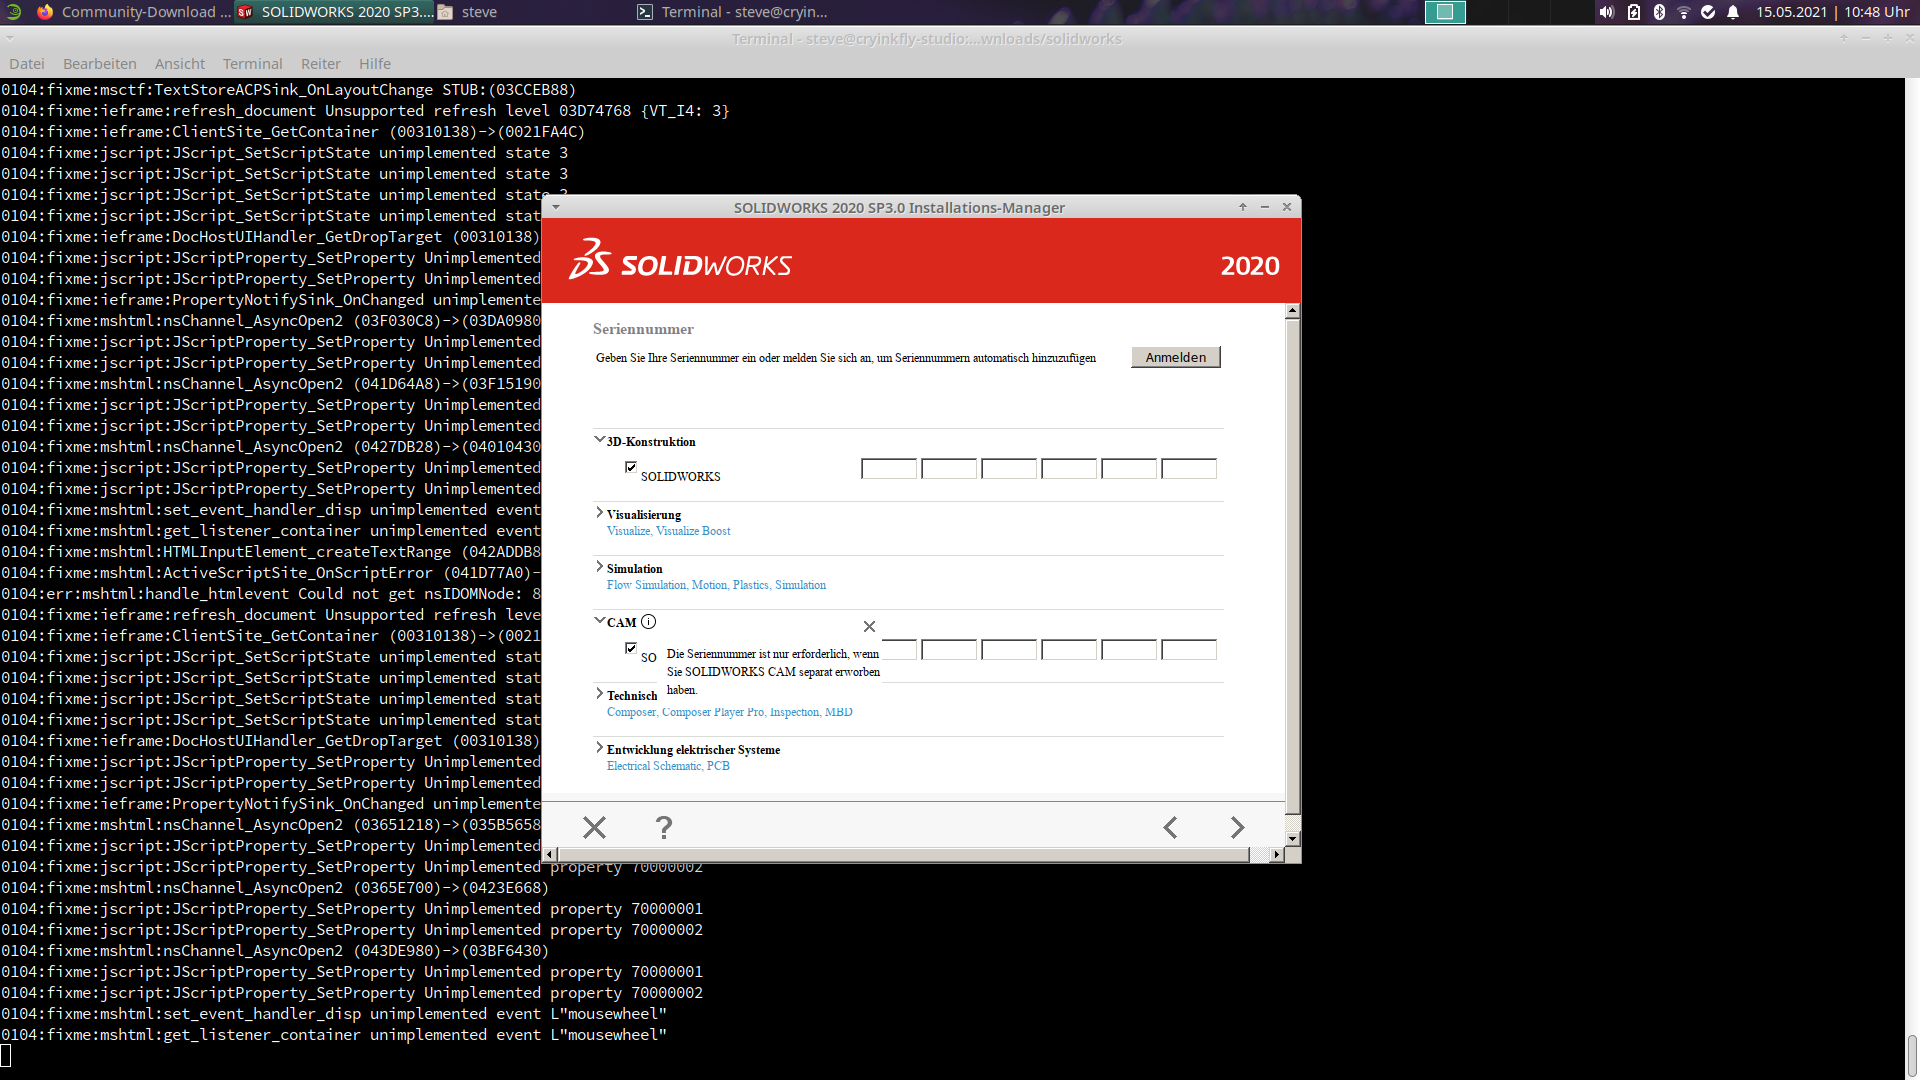 Community-Download ...
SOLIDWORKS 2020 SP3....
steve
Terminal - steve@cryin...
15.05.2021 | 10:48 Uhr
Terminal - steve@cryinkfly-studio:...wnloads/solidworks
Datei Bearbeiten Ansicht Terminal Reiter Hilfe
0104:fixme:msctf:TextStoreACPSink_OnLayoutChange STUB:(03CCEB88)
0104:fixme:ieframe:refresh_document Unsupported refresh level 03D74768 {VT_I4: 3}
0104:fixme:ieframe:ClientSite_GetContainer (00310138)->(0021FA4C)
0104:fixme:jscript:JScript_SetScriptState unimplemented state 3
0104:fixme:jscript:JScript_SetScriptState unimplemented state 3
0104:fixme:jscript:JScript_SetScriptState unimplemented state 3
0104:fixme:jscript:JScript_SetScriptState unimplemented stat
0104:fixme:ieframe:DocHostUIHandler_GetDropTarget (00310138)
0104:fixme:jscript:JScriptProperty_SetProperty Unimplemented
0104:fixme:jscript:JScriptProperty_SetProperty Unimplemented
0104:fixme:ieframe:PropertyNotifySink_OnChanged unimplemente
0104:fixme:mshtml:nsChannel_AsyncOpen2 (03F030C8)->(03DA0980
0104:fixme:jscript:JScriptProperty_SetProperty Unimplemented
0104:fixme:jscript:JScriptProperty_SetProperty Unimplemented
0104:fixme:mshtml:nsChannel_AsyncOpen2 (041D64A8)->(03F15190
0104:fixme:jscript:JScriptProperty_SetProperty Unimplemented
0104:fixme:jscript:JScriptProperty_SetProperty Unimplemented
0104:fixme:mshtml:nsChannel_AsyncOpen2 (0427DB28)->(04010430
0104:fixme:jscript:JScriptProperty_SetProperty Unimplemented
0104:fixme:jscript:JScriptProperty_SetProperty Unimplemented
0104:fixme:mshtml:set_event_handler_disp unimplemented event
0104:fixme:mshtml:get_listener_container unimplemented event
0104:fixme:mshtml:HTMLInputElement_createTextRange (042ADDB8
0104:fixme:mshtml:ActiveScriptSite_OnScriptError (041D77A0)-
0104:err:mshtml:handle_htmlevent Could not get nsIDOMNode: 8
0104:fixme:ieframe:refresh_document Unsupported refresh leve
0104:fixme:ieframe:ClientSite_GetContainer (00310138)->(0021
0104:fixme:jscript:JScript_SetScriptState unimplemented stat
0104:fixme:jscript:JScript_SetScriptState unimplemented stat
0104:fixme:jscript:JScript_SetScriptState unimplemented stat
0104:fixme:jscript:JScript_SetScriptState unimplemented stat
0104:fixme:ieframe:DocHostUIHandler_GetDropTarget (00310138)
0104:fixme:jscript:JScriptProperty_SetProperty Unimplemented
0104:fixme:jscript:JScriptProperty_SetProperty Unimplemented
0104:fixme:ieframe:PropertyNotifySink_OnChanged unimplemente
0104:fixme:mshtml:nsChannel_AsyncOpen2 (03651218)->(035B5658
0104:fixme:jscript:JScriptProperty_SetProperty Unimplemented
0104:fixme:jscript:JScriptProperty_SetProperty Unimplemented property 70000002
0104:fixme:mshtml:nsChannel_AsyncOpen2 (0365E700)->(0423E668)
0104:fixme:jscript:JScriptProperty_SetProperty Unimplemented property 70000001
0104:fixme:jscript:JScriptProperty_SetProperty Unimplemented property 70000002
0104:fixme:mshtml:nsChannel_AsyncOpen2 (043DE980)->(03BF6430)
0104:fixme:jscript:JScriptProperty_SetProperty Unimplemented property 70000001
0104:fixme:jscript:JScriptProperty_SetProperty Unimplemented property 70000002
0104:fixme:mshtml:set_event_handler_disp unimplemented event L"mousewheel"
0104:fixme:mshtml:get_listener_container unimplemented event L"mousewheel"
SOLIDWORKS 2020 SP3.0 Installations-Manager
SOLIDWORKS 2020
Seriennummer
Geben Sie Ihre Seriennummer ein oder melden Sie sich an, um Seriennummern automatisch hinzuzufügen
Anmelden
3D-Konstruktion
SOLIDWORKS
Visualisierung
Visualize, Visualize Boost
Simulation
Flow Simulation, Motion, Plastics, Simulation
CAM
SO
Die Seriennummer ist nur erforderlich, wenn
Sie SOLIDWORKS CAM separat erworben
haben.
Technisch
Composer, Composer Player Pro, Inspection, MBD
Entwicklung elektrischer Systeme
Electrical Schematic, PCB